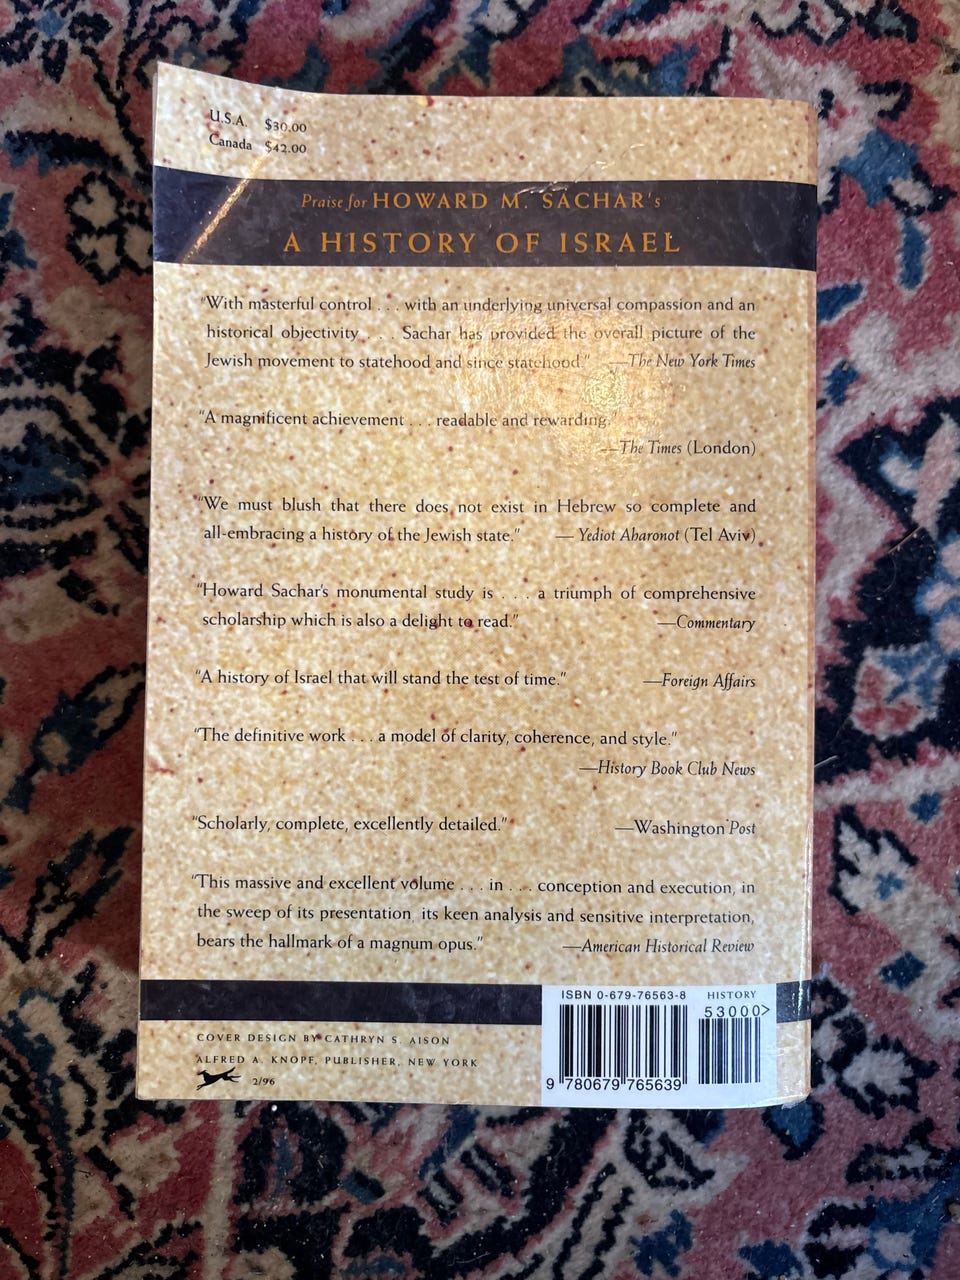 U.S.A. $30.00
Canada $42.00
Praise for HOWARD M. SACHAR's
A HISTORY OF ISRAEL
"With masterful control . . . with an underlying universal compassion and an
historical objectivity . . . Sachar has provided the overall picture of the
Jewish movement to statehood and since statehood." —The New York Times
"A magnificent achievement . . . readable and rewarding."
—The Times (London)
"We must blush that there does not exist in Hebrew so complete and
all-embracing a history of the Jewish state." — Yediot Aharonot (Tel Aviv)
"Howard Sachar's monumental study is . . . a triumph of comprehensive
scholarship which is also a delight to read." —Commentary
"A history of Israel that will stand the test of time." —Foreign Affairs
"The definitive work . . . a model of clarity, coherence, and style."
—History Book Club News
"Scholarly, complete, excellently detailed." —Washington Post
"This massive and excellent volume . . . in . . . conception and execution, in
the sweep of its presentation, its keen analysis and sensitive interpretation,
bears the hallmark of a magnum opus." —American Historical Review
ISBN 0-679-76563-8 HISTORY
53000>
9 780679 765639
COVER DESIGN BY CATHRYN S. AISON
ALFRED A. KNOPF, PUBLISHER, NEW YORK
2/96